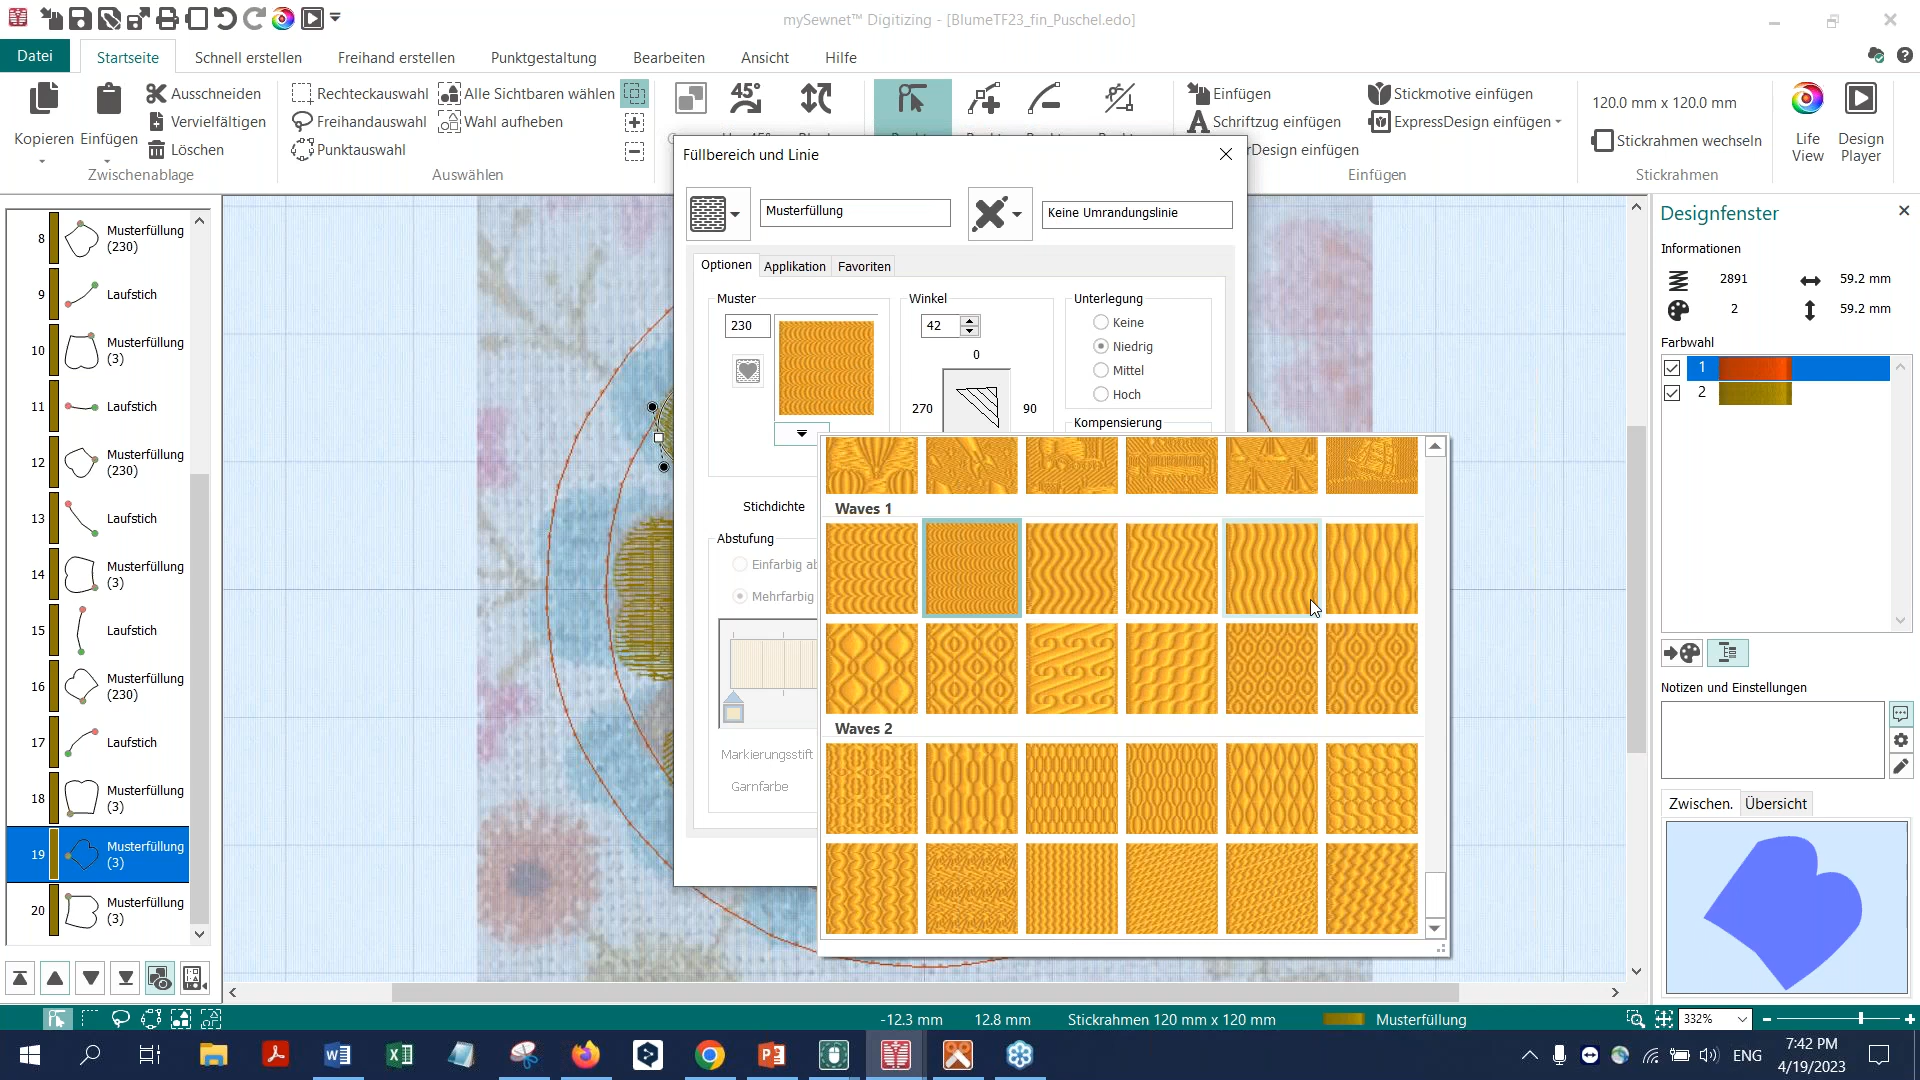 mySewnet™ Digitizing - [BlumeTF23_fin_Puschel.edo]
Datei
Startseite
Schnell erstellen
Freihand erstellen
Punktgestaltung
Bearbeiten
Ansicht
Hilfe
Kopieren
Einfügen
Ausschneiden
Vervielfältigen
Löschen
Zwischenablage
Rechteckauswahl
Freihandauswahl
Punktauswahl
Alle Sichtbaren wählen
Wahl aufheben
Auswählen
45°
Einfügen
Schriftzug einfügen
rDesign einfügen
Stickmotive einfügen
ExpressDesign einfügen
Einfügen
120.0 mm x 120.0 mm
Stickrahmen wechseln
Stickrahmen
Life View
Design Player
8 Musterfüllung (230)
9 Laufstich
10 Musterfüllung (3)
11 Laufstich
12 Musterfüllung (230)
13 Laufstich
14 Musterfüllung (3)
15 Laufstich
16 Musterfüllung (230)
17 Laufstich
18 Musterfüllung (3)
19 Musterfüllung (3)
20 Musterfüllung (3)
Füllbereich und Linie
Musterfüllung
Keine Umrandungslinie
Optionen
Applikation
Favoriten
Muster
230
Winkel
42
0
270
90
Unterlegung
Keine
Niedrig
Mittel
Hoch
Kompensierung
Stichdichte
Abstufung
Einfarbig ab
Mehrfarbig
Markierungsstift
Garnfarbe
Waves 1
Waves 2
Designfenster
Informationen
2891
59.2 mm
2
59.2 mm
Farbwahl
1
2
Notizen und Einstellungen
Zwischen.
Übersicht
-12.3 mm
12.8 mm
Stickrahmen 120 mm x 120 mm
Musterfüllung
332%
ENG
7:42 PM
4/19/2023